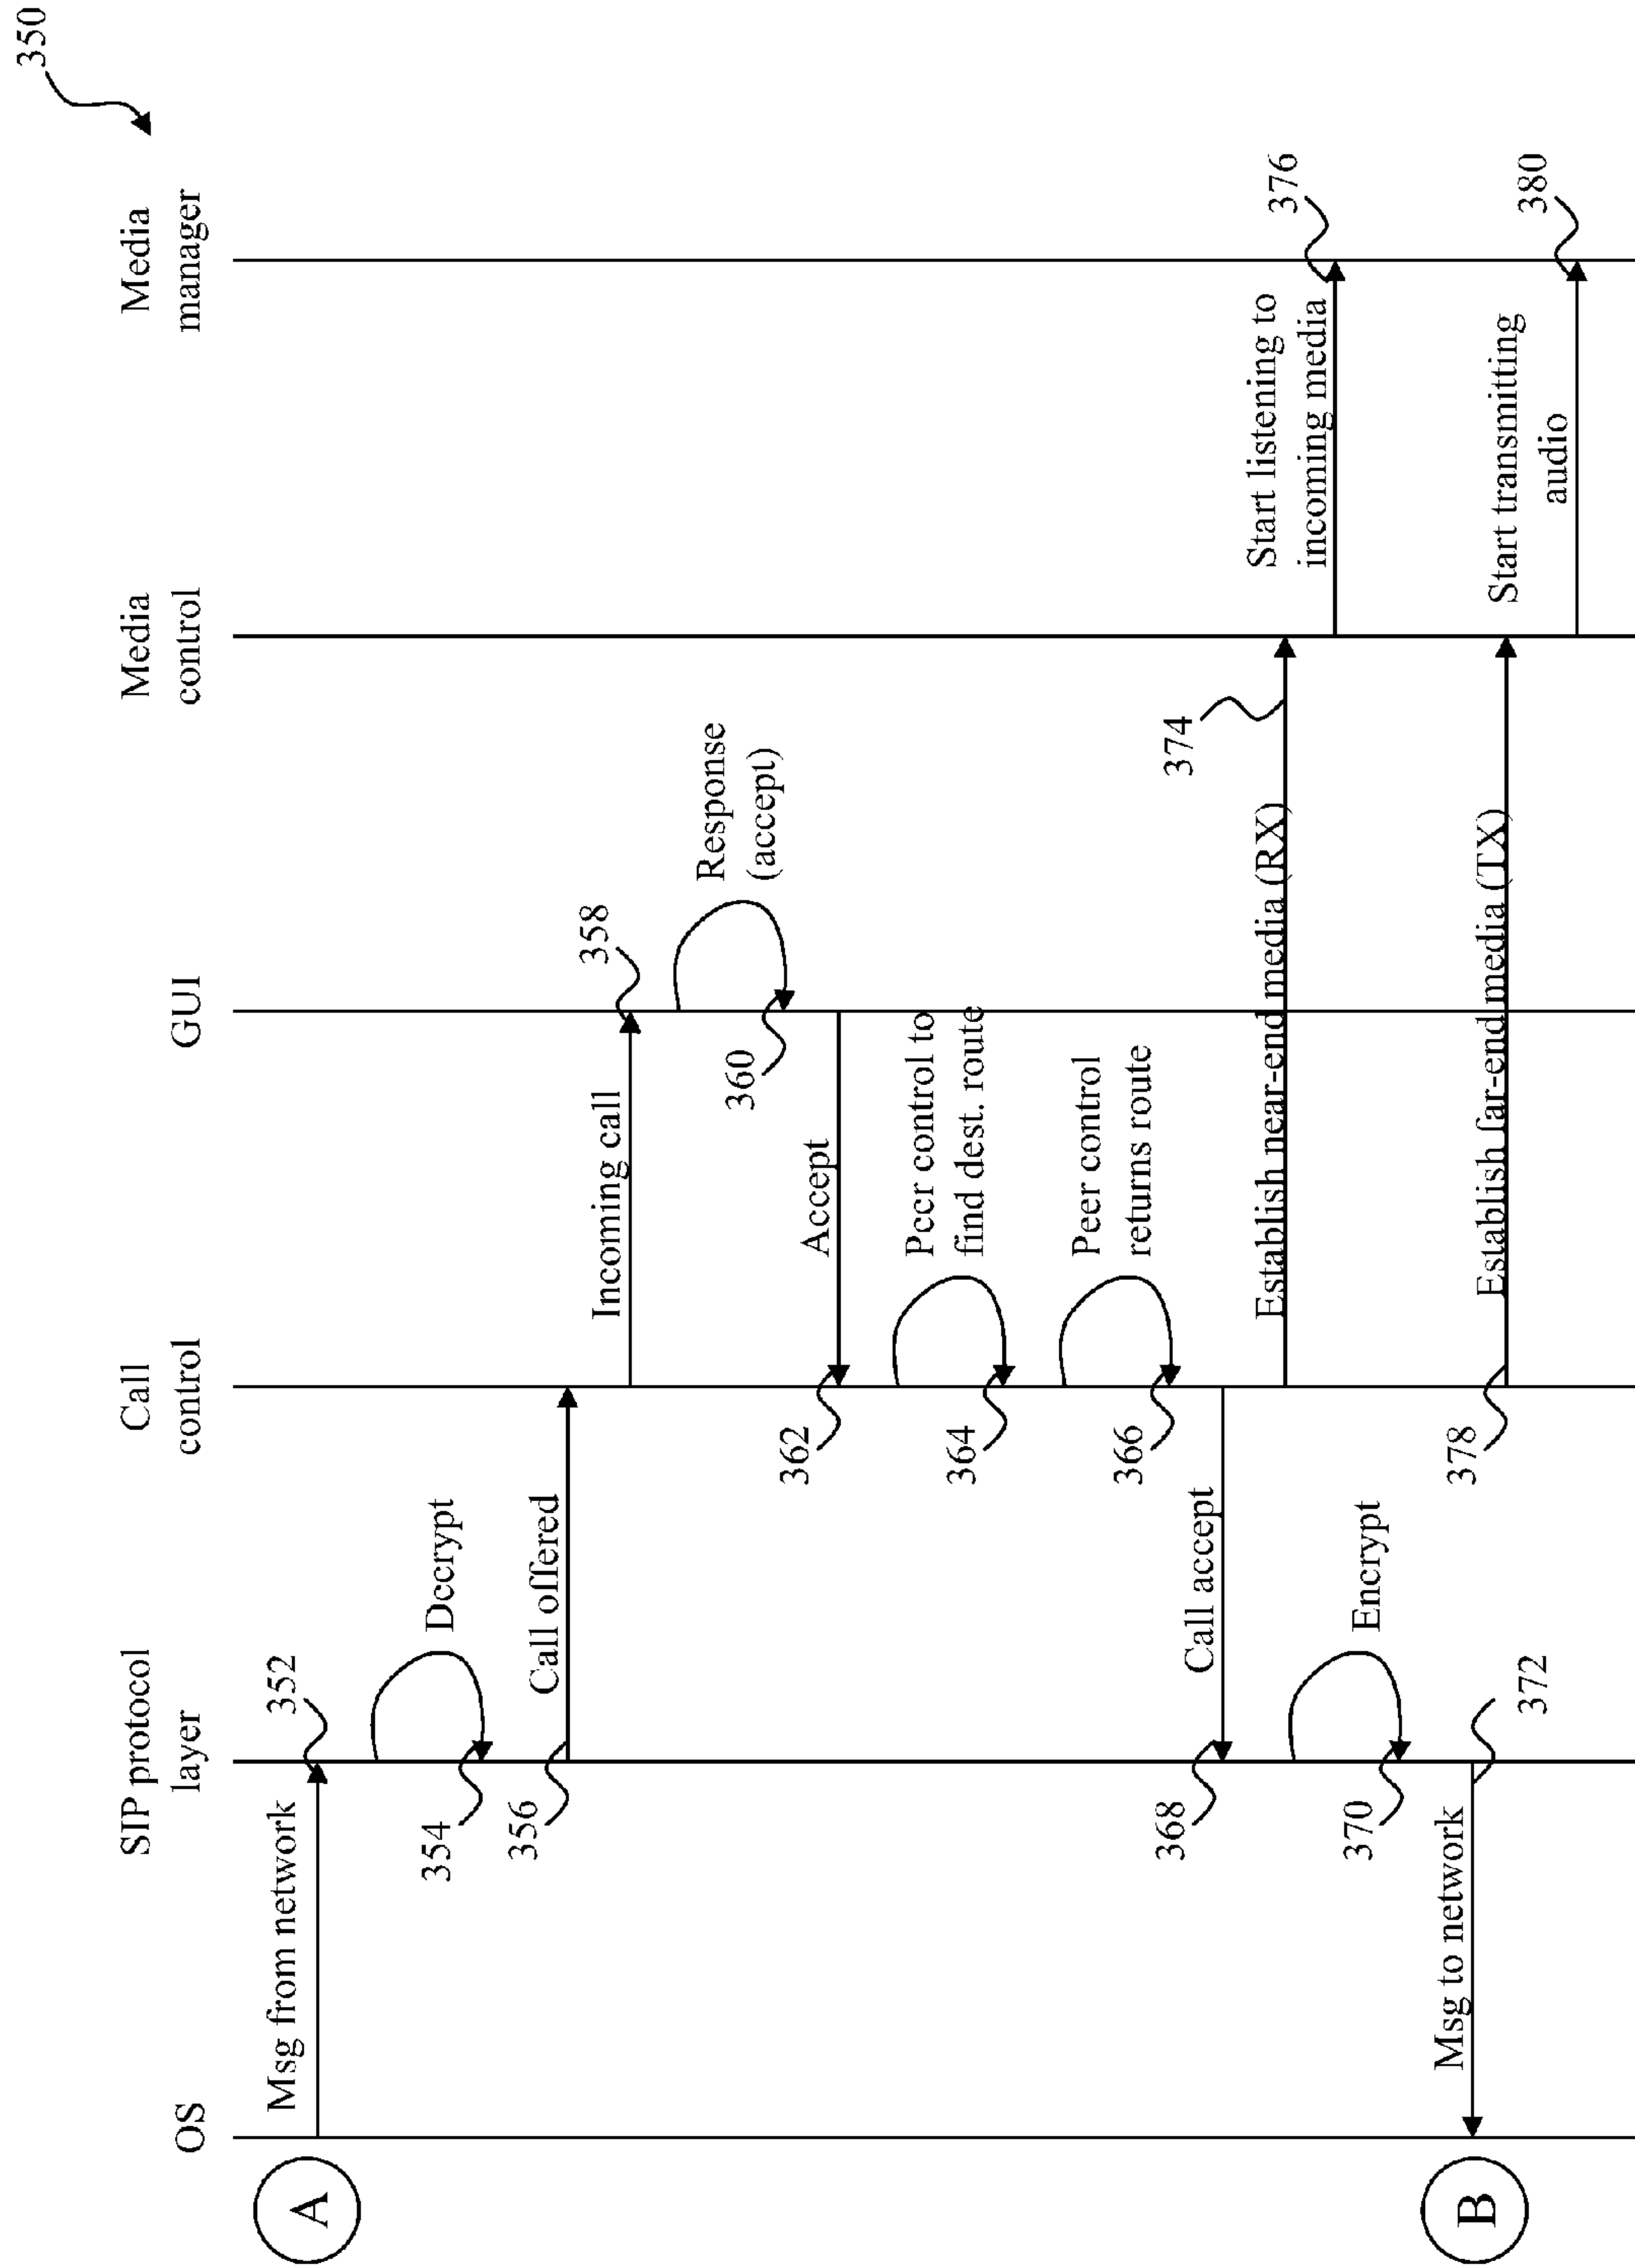 350
OS
SIP protocol
layer
Call
control
GUI
Media
control
Media
manager
A
Msg from network
352
354
Decrypt
356
Call offered
Incoming call
358
360
Response
(accept)
362
Accept
364
Peer control to
find dest. route
366
Peer control
returns route
368
Call accept
Establish near-end media (RX)
374
Start listening to
incoming media
376
370
Encrypt
B
Msg to network
372
378
Establish far-end media (TX)
Start transmitting
audio
380